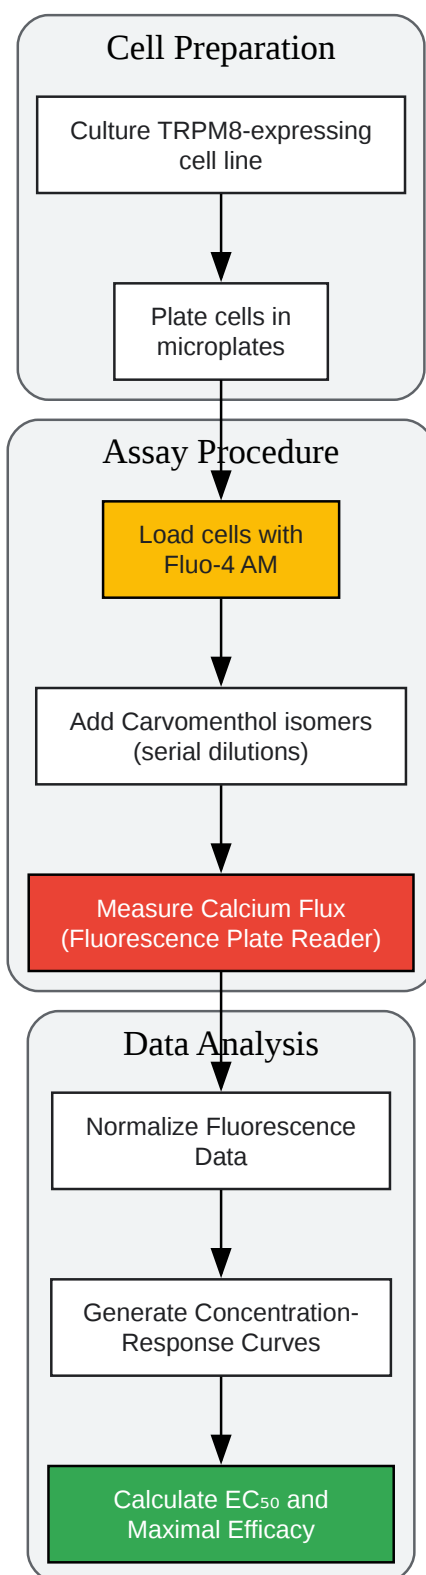 Cell Preparation
Culture TRPM8-expressing
cell line
Plate cells in
microplates
Assay Procedure
Load cells with
Fluo-4 AM
Add Carvomenthol isomers
(serial dilutions)
Measure Calcium Flux
(Fluorescence Plate Reader)
Data Analysis
Normalize Fluorescence
Data
Generate Concentration-
Response Curves
Calculate EC₅₀ and
Maximal Efficacy